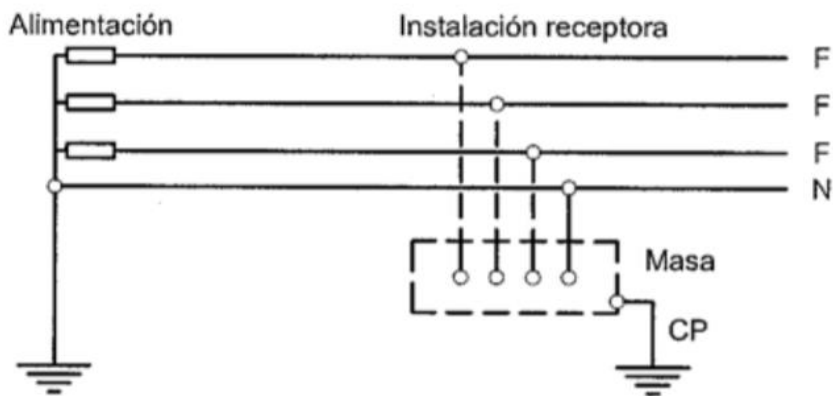 Alimentación
Instalación receptora
F
F
F
N
Masa
CP